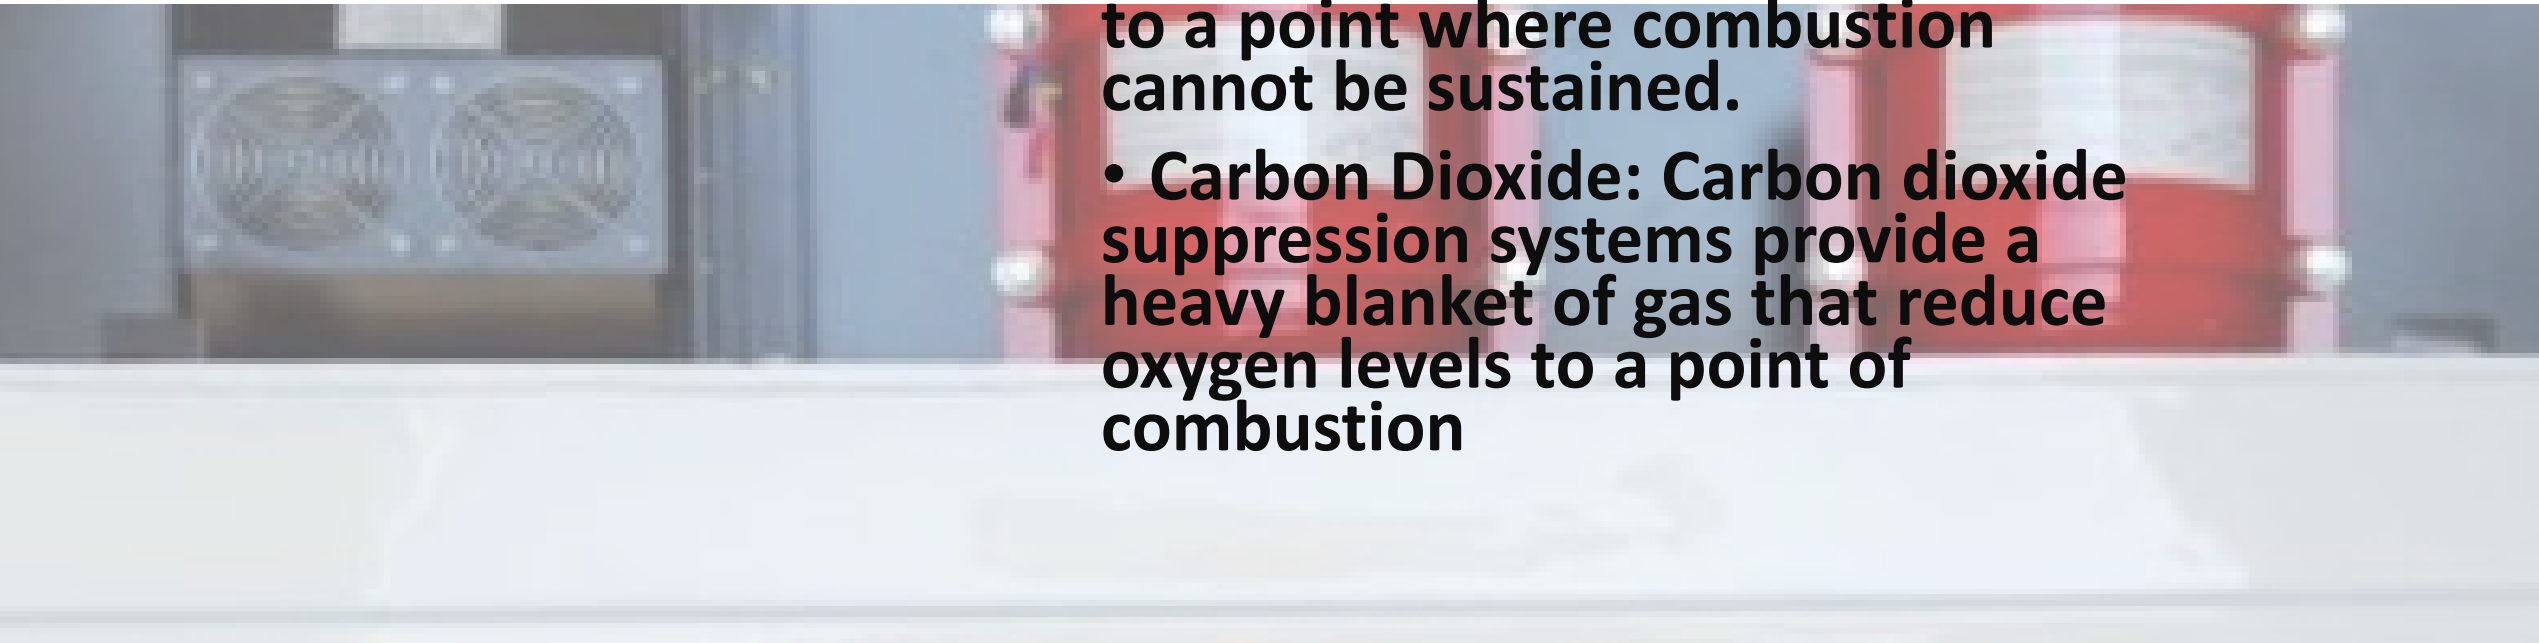 to a point where combustion
cannot be sustained.
• Carbon Dioxide: Carbon dioxide
suppression systems provide a
heavy blanket of gas that reduce
oxygen levels to a point of
combustion